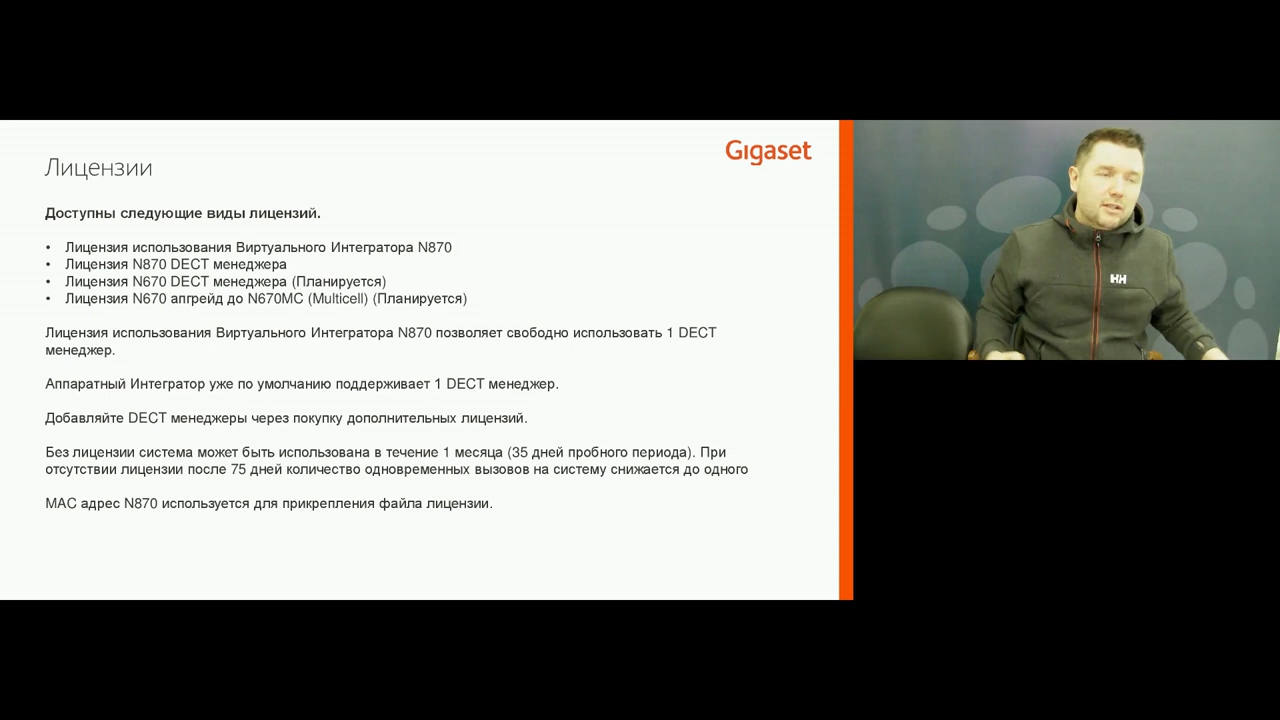 Gigaset
Лицензии
Доступны следующие виды лицензий.
• Лицензия использования Виртуального Интегратора N870
• Лицензия N870 DECT менеджера
• Лицензия N670 DECT менеджера (Планируется)
• Лицензия N670 апгрейд до N670MC (Multicell) (Планируется)
Лицензия использования Виртуального Интегратора N870 позволяет свободно использовать 1 DECT
менеджер.
Аппаратный Интегратор уже по умолчанию поддерживает 1 DECT менеджер.
Добавляйте DECT менеджеры через покупку дополнительных лицензий.
Без лицензии система может быть использована в течение 1 месяца (35 дней пробного периода). При
отсутствии лицензии после 75 дней количество одновременных вызовов на систему снижается до одного
MAC адрес N870 используется для прикрепления файла лицензии.
HH